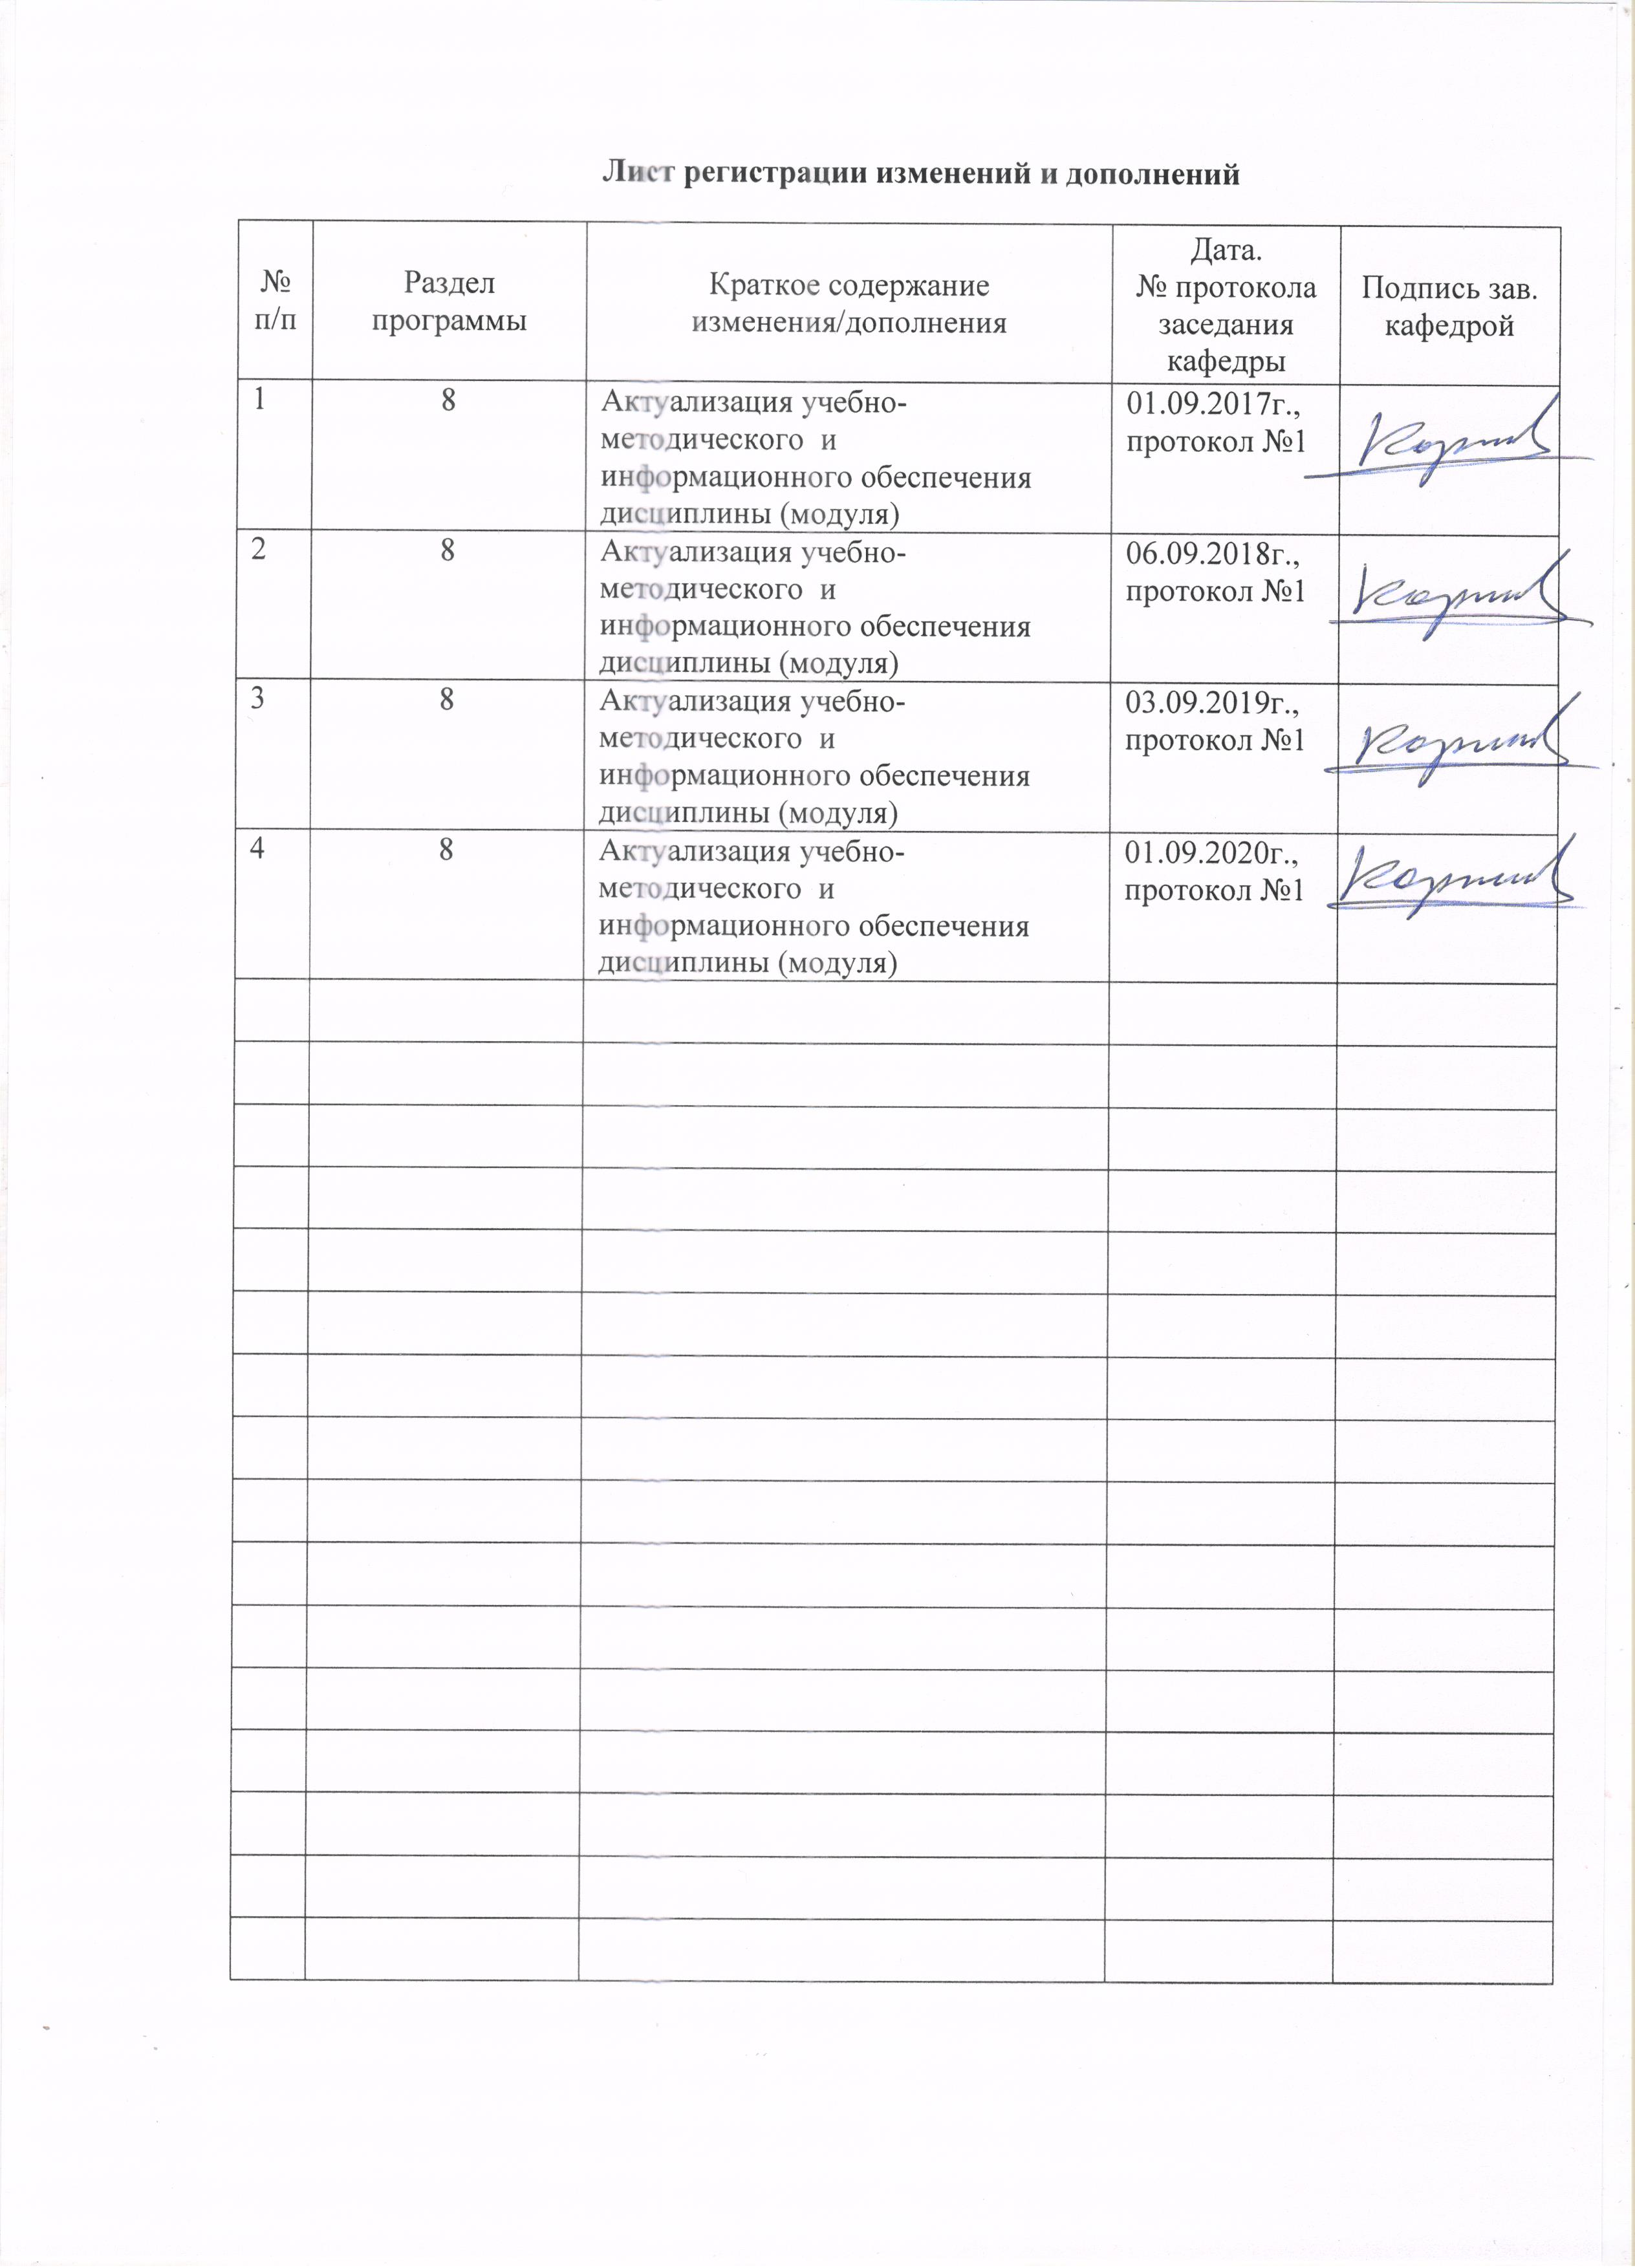 Лист регистрации изменений и дополнений
№
п/п
Раздел
программы
Краткое содержание
изменения/дополнения
Дата.
№ протокола
заседания
кафедры
Подпись зав.
кафедрой
1
8
Актуализация учебно-
методического и
информационного обеспечения
дисциплины (модуля)
01.09.2017г.,
протокол №1
2
8
Актуализация учебно-
методического и
информационного обеспечения
дисциплины (модуля)
06.09.2018г.,
протокол №1
3
8
Актуализация учебно-
методического и
информационного обеспечения
дисциплины (модуля)
03.09.2019г.,
протокол №1
4
8
Актуализация учебно-
методического и
информационного обеспечения
дисциплины (модуля)
01.09.2020г.,
протокол №1